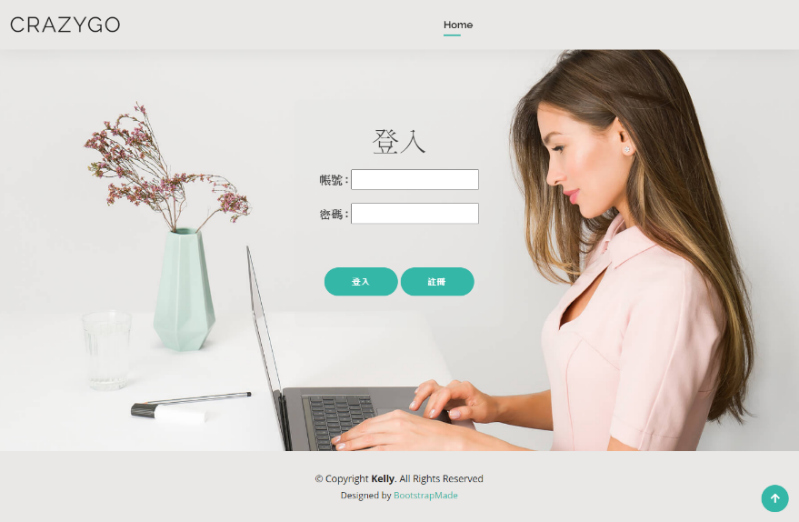 CRAZYGO
Home
登入
帳號 :
密碼 :
登入 註冊
© Copyright Kelly. All Rights Reserved
Designed by BootstrapMade